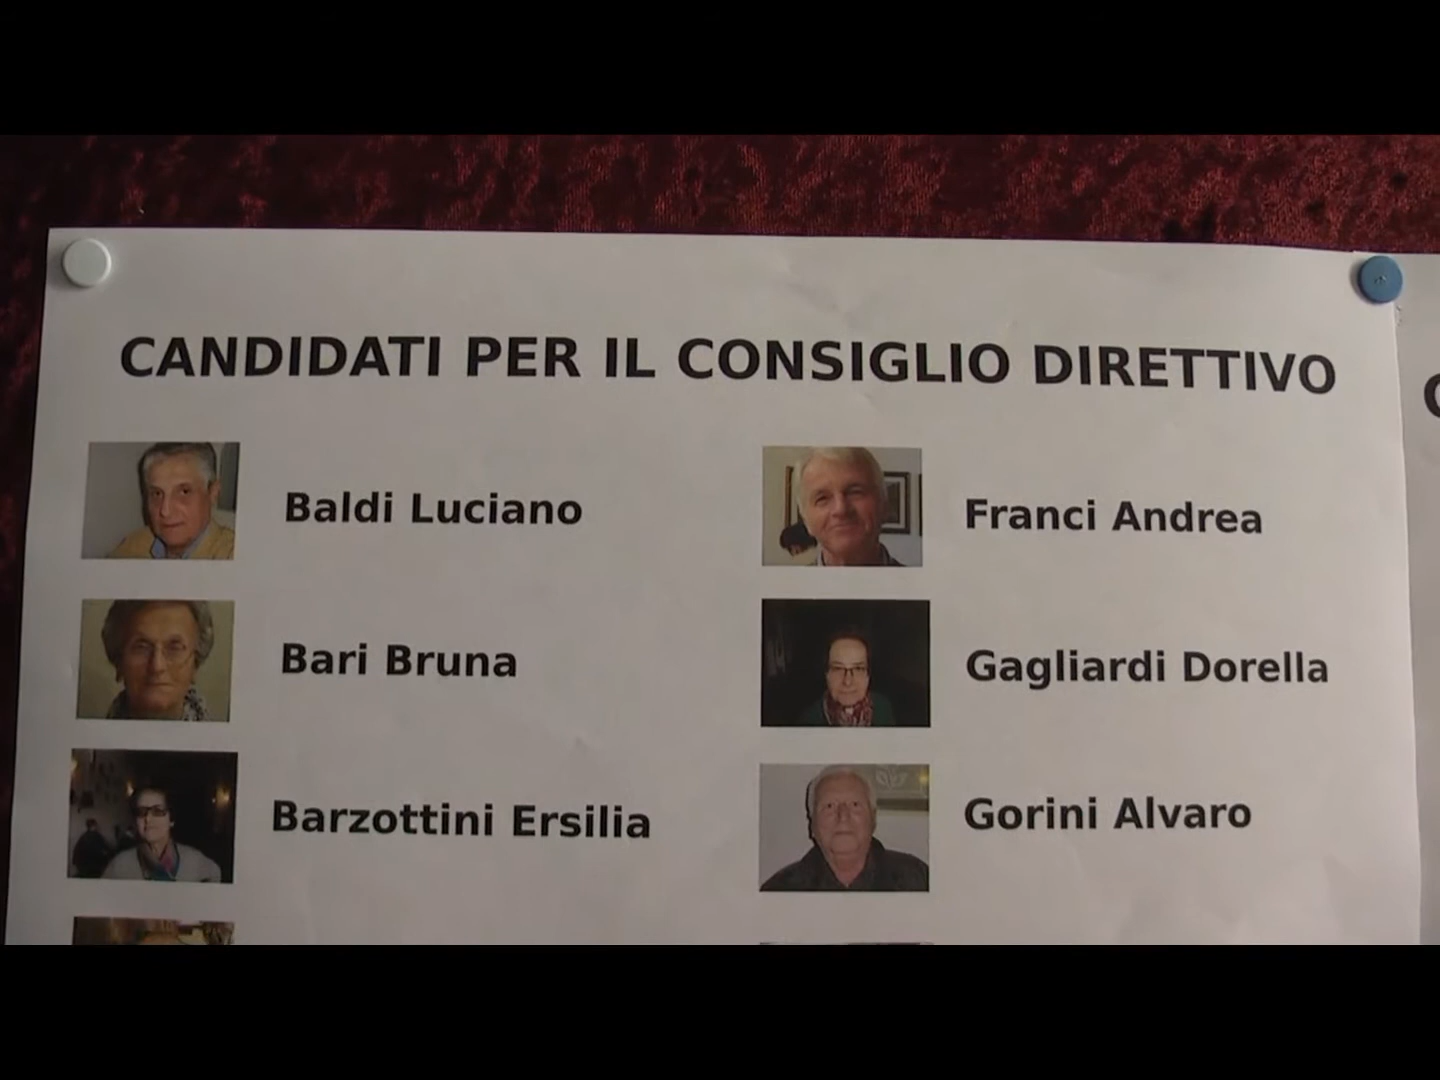 CANDIDATI PER IL CONSIGLIO DIRETTIVO
Baldi Luciano
Franci Andrea
Bari Bruna
Gagliardi Dorella
Barzottini Ersilia
Gorini Alvaro